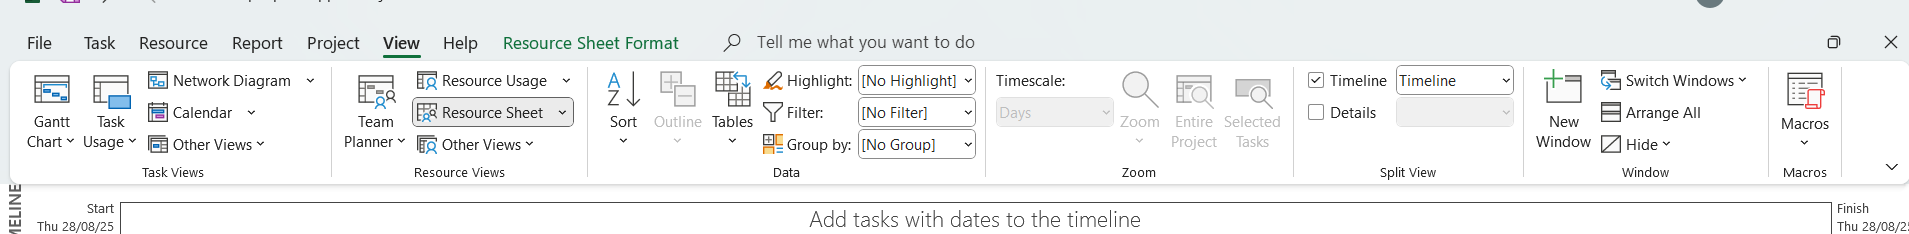 File Task Resource Report Project View Help Resource Sheet Format Tell me what you want to do
Gantt Chart
Task Usage
Network Diagram
Calendar
Other Views
Task Views
Team Planner
Resource Usage
Resource Sheet
Other Views
Resource Views
A
Z
Sort
Outline
Tables
Highlight: [No Highlight]
Filter: [No Filter]
Group by: [No Group]
Data
Timescale:
Days
Zoom
Entire Project
Selected Tasks
Zoom
Timeline Timeline
Details
Split View
New Window
Switch Windows
Arrange All
Hide
Window
Macros
Macros
Start
Thu 28/08/25
Add tasks with dates to the timeline
Finish